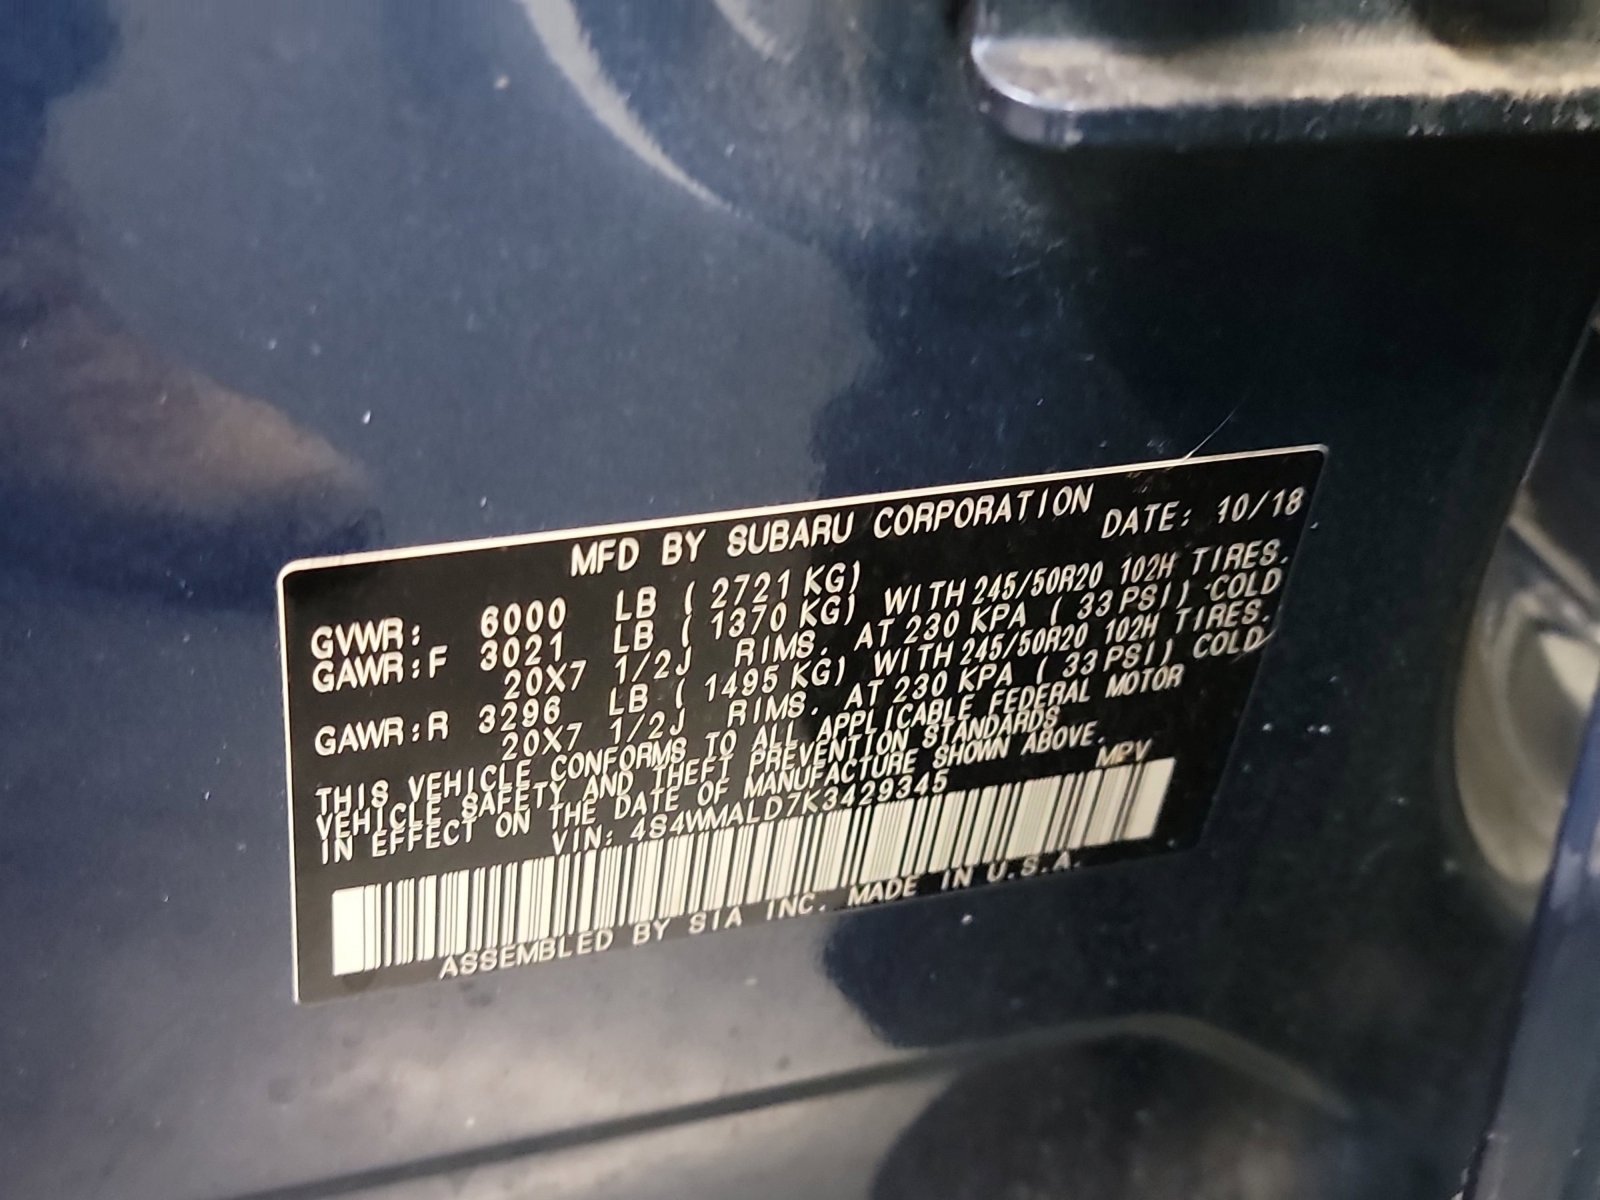 MFD BY SUBARU CORPORATION DATE: 10/18
GVWR: 6000 LB ( 2721 KG)
GAWR:F 3021 LB ( 1370 KG) WITH 245/50R20 102H TIRES.
20X7 1/2J RIMS. AT 230 KPA ( 33 PSI) COLD
GAWR:R 3296 LB ( 1495 KG) WITH 245/50R20 102H TIRES.
20X7 1/2J RIMS. AT 230 KPA ( 33 PSI) COLD
THIS VEHICLE CONFORMS TO ALL APPLICABLE FEDERAL MOTOR
VEHICLE SAFETY AND THEFT PREVENTION STANDARDS
IN EFFECT ON THE DATE OF MANUFACTURE SHOWN ABOVE.
VIN: 4S4WMALD7K3429345 MPV
ASSEMBLED BY SIA INC. MADE IN U.S.A.